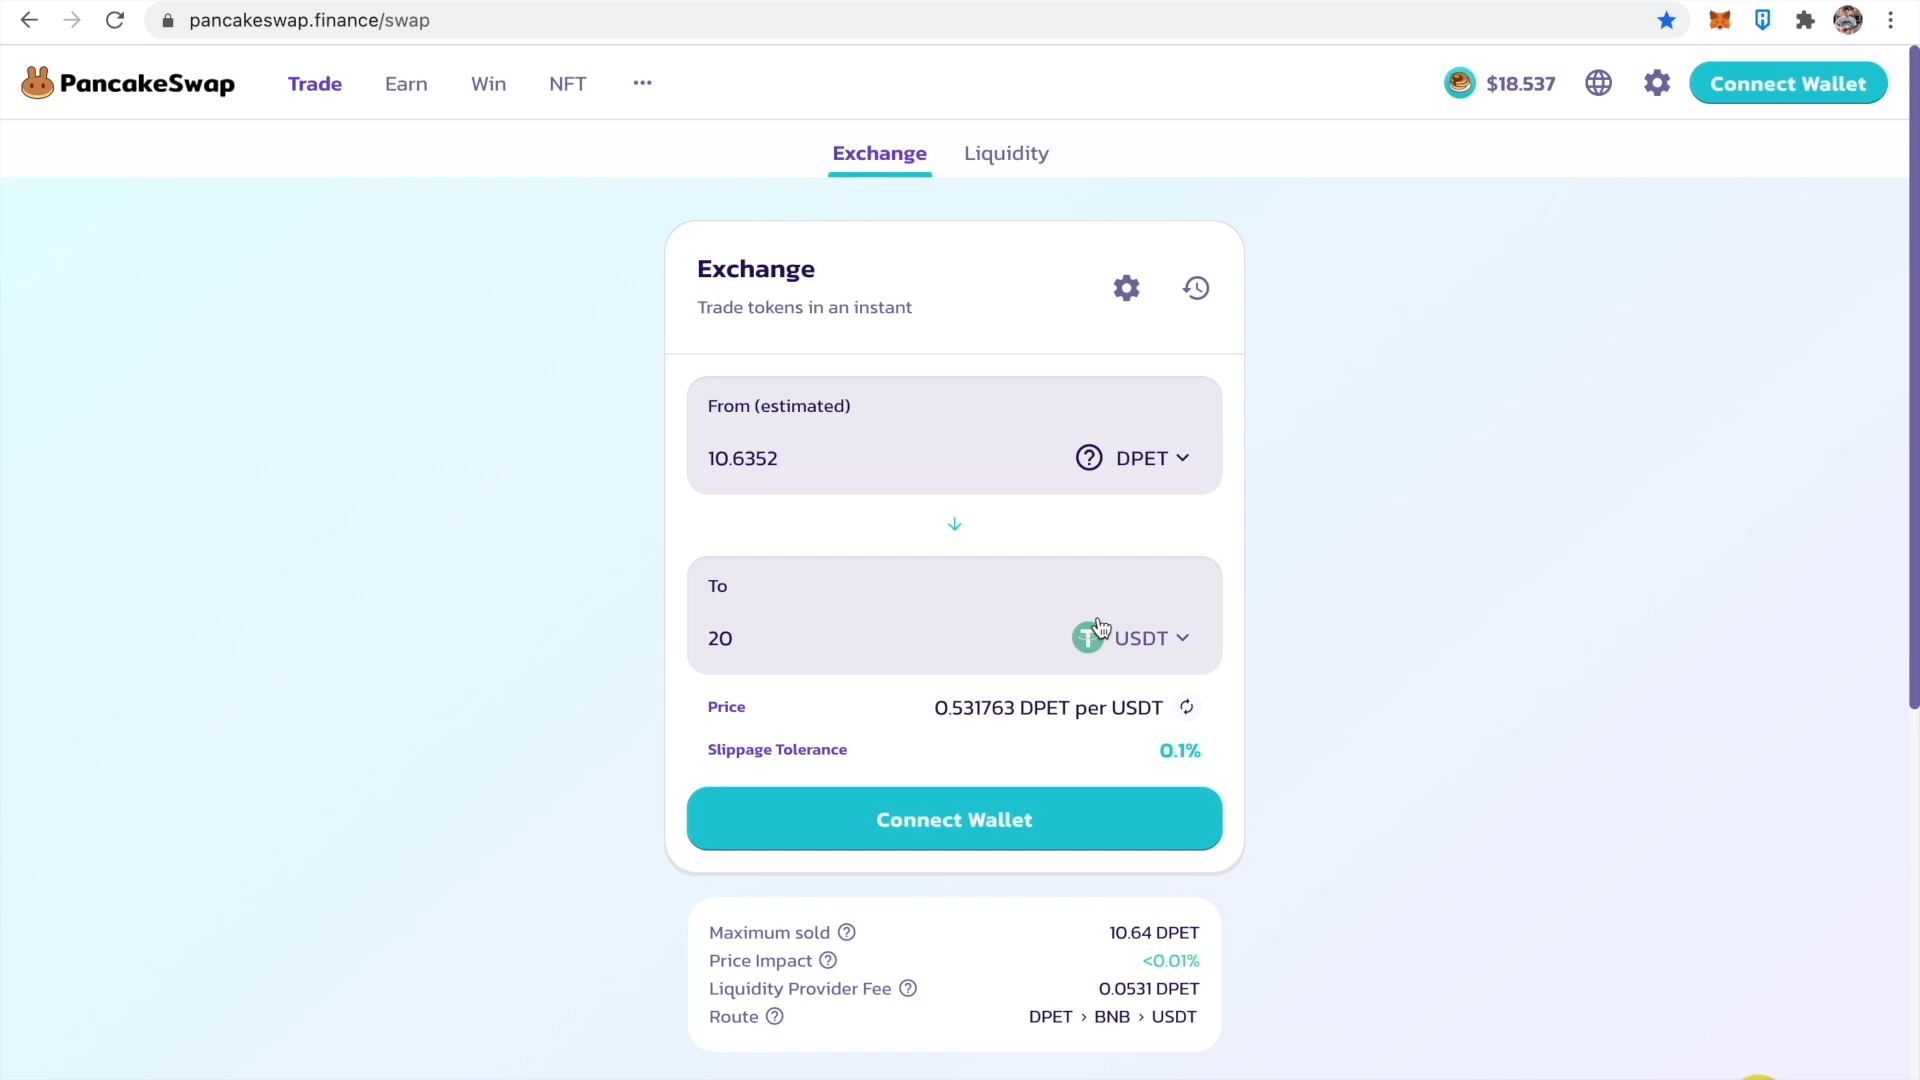 pancakeswap.finance/swap
PancakeSwap Trade Earn Win NFT ••• $18.537 Connect Wallet
Exchange Liquidity
Exchange
Trade tokens in an instant
From (estimated)
10.6352 DPET
To
20 USDT
Price 0.531763 DPET per USDT
Slippage Tolerance 0.1%
Connect Wallet
Maximum sold 10.64 DPET
Price Impact <0.01%
Liquidity Provider Fee 0.0531 DPET
Route DPET > BNB > USDT